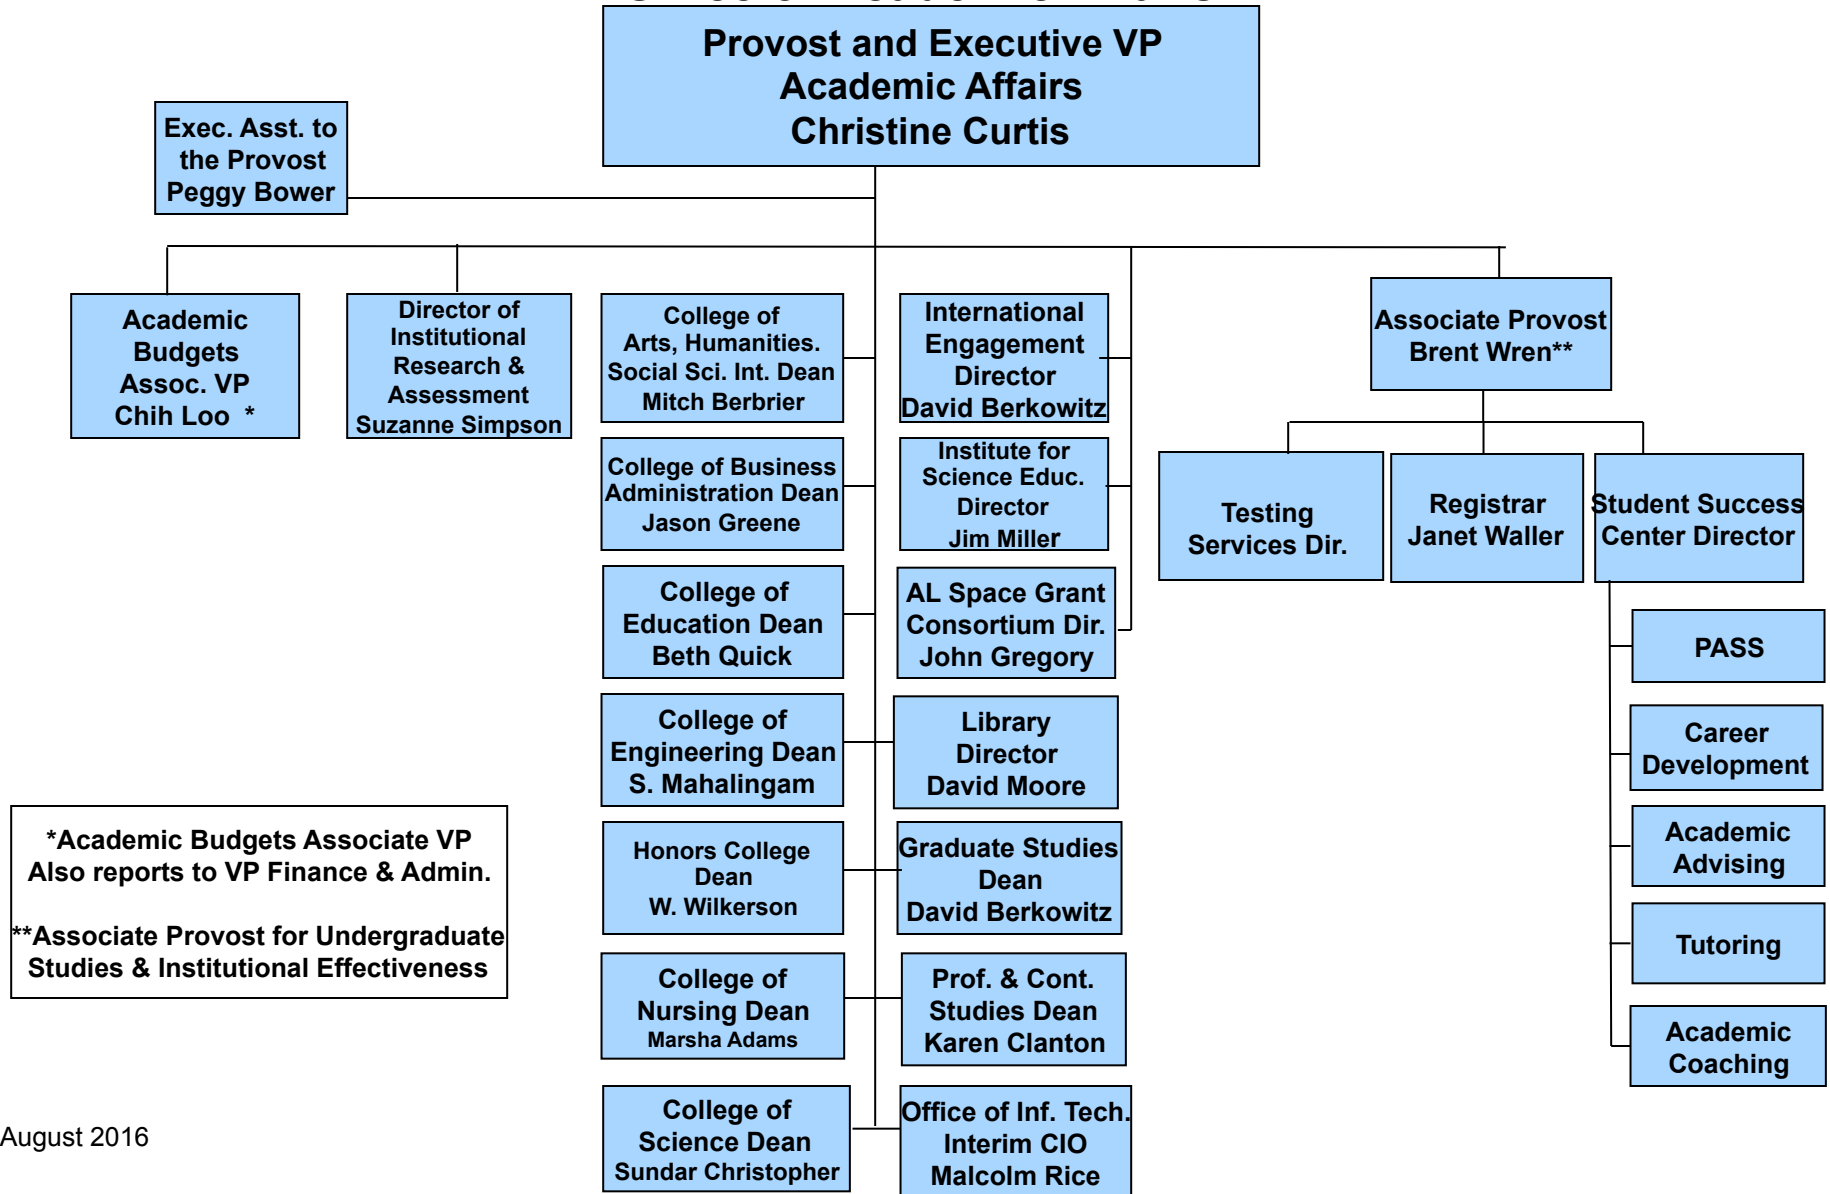 Provost and Executive VP
Academic Affairs
Christine Curtis
Exec. Asst. to
the Provost
Peggy Bower
Academic
Budgets
Assoc. VP
Chih Loo *
Director of
Institutional
Research &
Assessment
Suzanne Simpson
College of
Arts, Humanities.
Social Sci. Int. Dean
Mitch Berbrier
International
Engagement
Director
David Berkowitz
Associate Provost
Brent Wren**
College of Business
Administration Dean
Jason Greene
Institute for
Science Educ.
Director
Jim Miller
Testing
Services Dir.
Registrar
Janet Waller
Student Success
Center Director
College of
Education Dean
Beth Quick
AL Space Grant
Consortium Dir.
John Gregory
PASS
College of
Engineering Dean
S. Mahalingam
Library
Director
David Moore
Career
Development
*Academic Budgets Associate VP
Also reports to VP Finance & Admin.
**Associate Provost for Undergraduate
Studies & Institutional Effectiveness
Honors College
Dean
W. Wilkerson
Graduate Studies
Dean
David Berkowitz
Academic
Advising
Tutoring
College of
Nursing Dean
Marsha Adams
Prof. & Cont.
Studies Dean
Karen Clanton
Academic
Coaching
College of
Science Dean
Sundar Christopher
Office of Inf. Tech.
Interim CIO
Malcolm Rice
August 2016